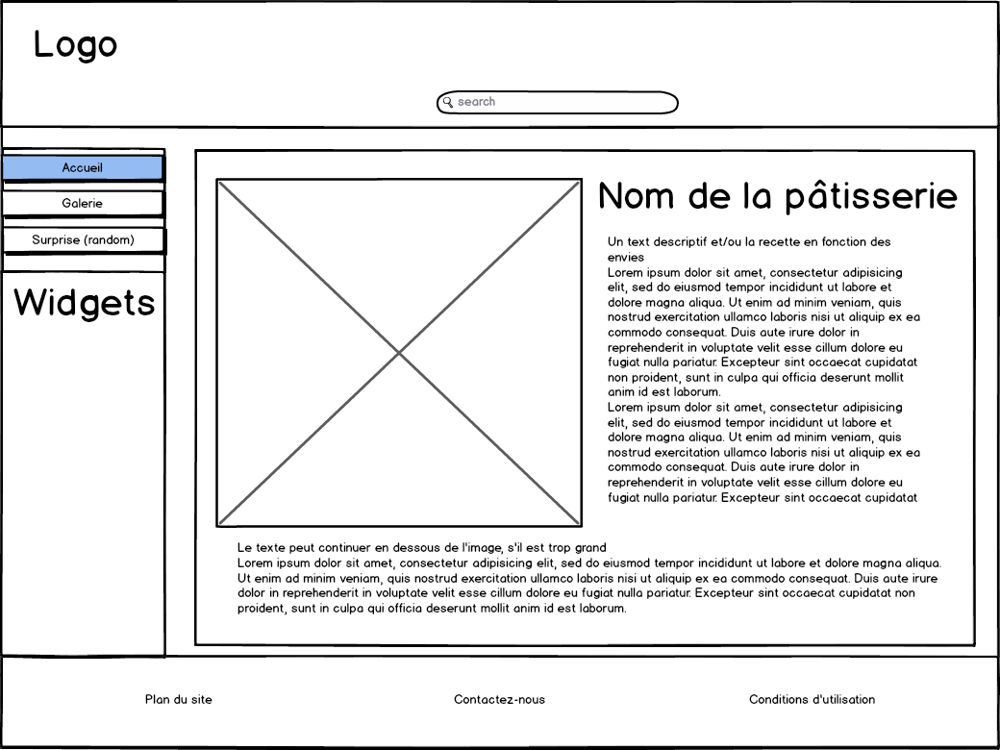 Logo
search
Accueil
Galerie
Surprise (random)
Widgets
Nom de la pâtisserie
Un text descriptif et/ou la recette en fonction des
envies
Lorem ipsum dolor sit amet, consectetur adipisicing
elit, sed do eiusmod tempor incididunt ut labore et
dolore magna aliqua. Ut enim ad minim veniam, quis
nostrud exercitation ullamco laboris nisi ut aliquip ex ea
commodo consequat. Duis aute irure dolor in
reprehenderit in voluptate velit esse cillum dolore eu
fugiat nulla pariatur. Excepteur sint occaecat cupidatat
non proident, sunt in culpa qui officia deserunt mollit
anim id est laborum.
Lorem ipsum dolor sit amet, consectetur adipisicing
elit, sed do eiusmod tempor incididunt ut labore et
dolore magna aliqua. Ut enim ad minim veniam, quis
nostrud exercitation ullamco laboris nisi ut aliquip ex ea
commodo consequat. Duis aute irure dolor in
reprehenderit in voluptate velit esse cillum dolore eu
fugiat nulla pariatur. Excepteur sint occaecat cupidatat
Le texte peut continuer en dessous de l'image, s'il est trop grand
Lorem ipsum dolor sit amet, consectetur adipisicing elit, sed do eiusmod tempor incididunt ut labore et dolore magna aliqua.
Ut enim ad minim veniam, quis nostrud exercitation ullamco laboris nisi ut aliquip ex ea commodo consequat. Duis aute irure
dolor in reprehenderit in voluptate velit esse cillum dolore eu fugiat nulla pariatur. Excepteur sint occaecat cupidatat non
proident, sunt in culpa qui officia deserunt mollit anim id est laborum.
Plan du site
Contactez-nous
Conditions d'utilisation